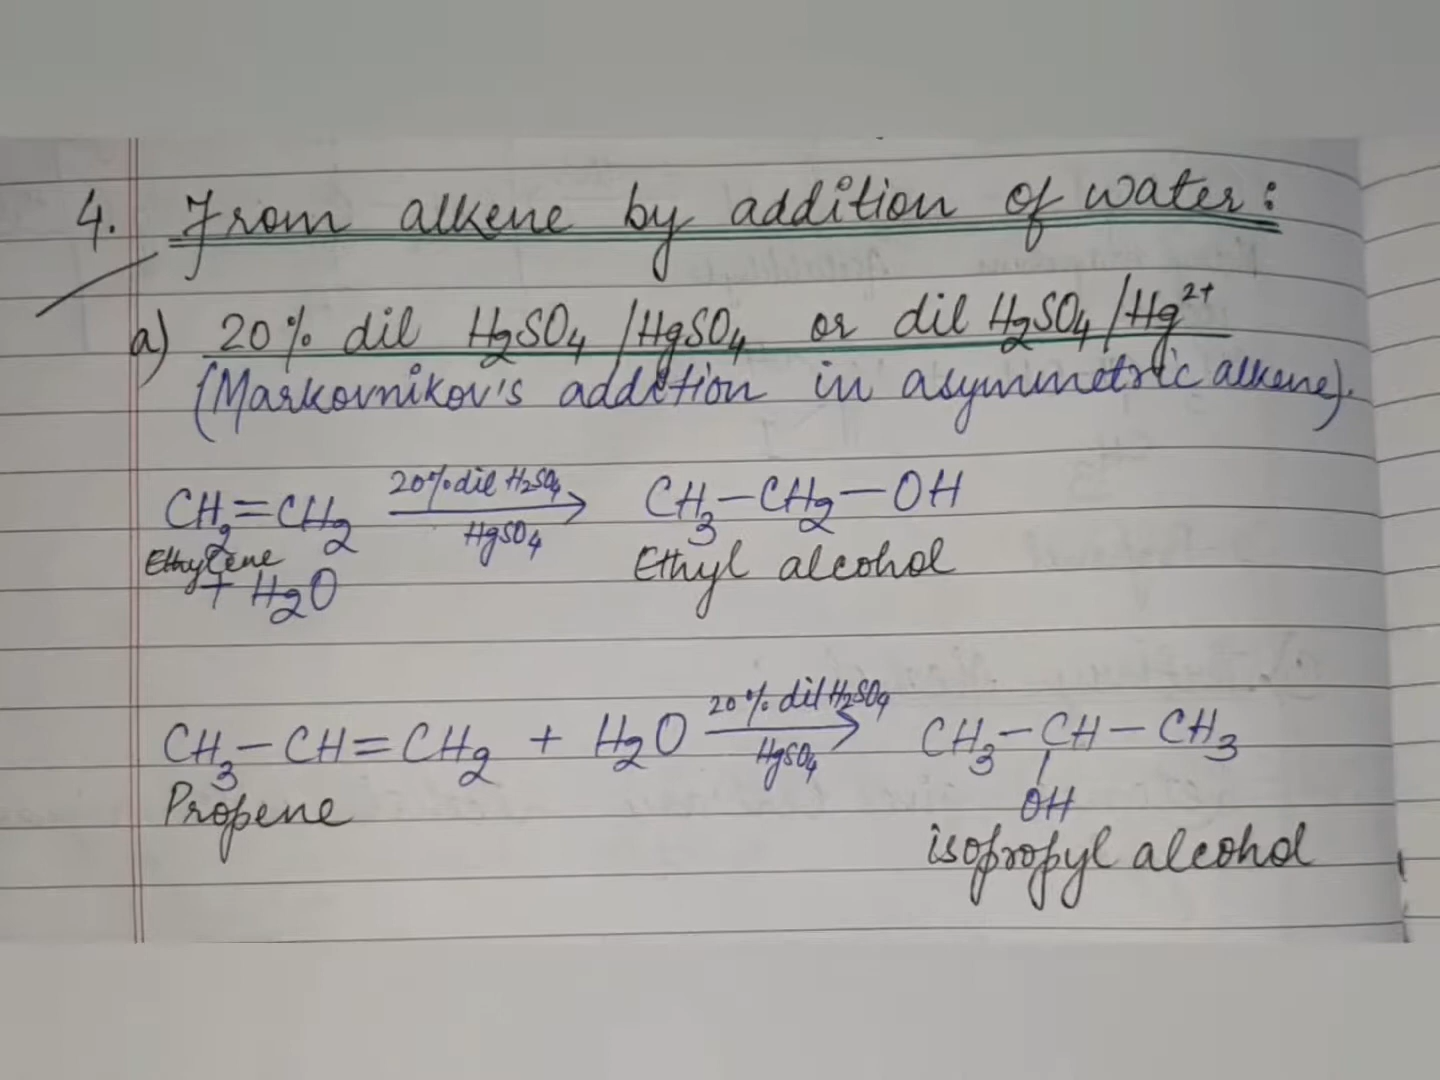 4. From alkene by addition of water:
a) 20% dil H₂SO₄/HgSO₄ or dil H₂SO₄/Hg²⁺
(Markovnikov's addition in asymmetric alkene).
CH₂=CH₂ 20% dil H₂SO₄ HgSO₄ → CH₃–CH₂–OH
Ethylene Ethyl alcohol
+ H₂O
CH₃–CH=CH₂ + H₂O 20% dil H₂SO₄ HgSO₄ → CH₃–CH–CH₃
OH
Propene isopropyl alcohol